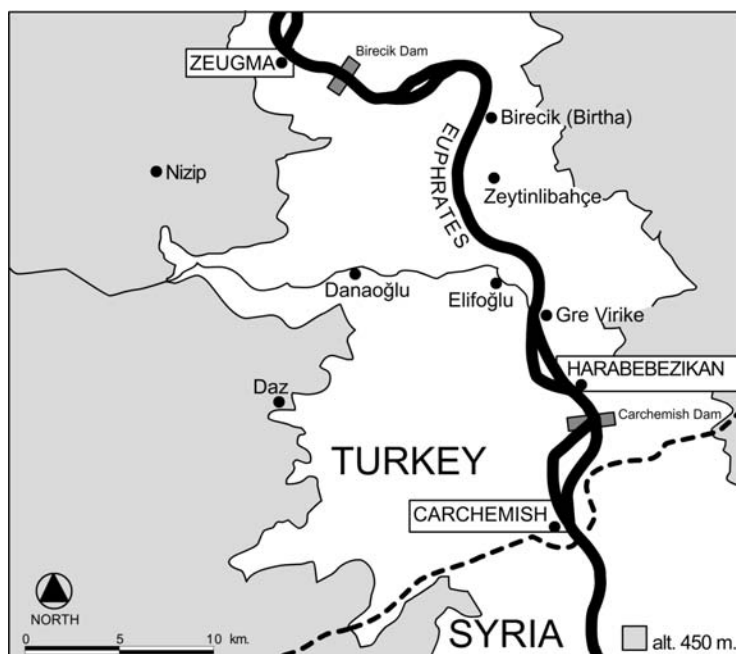 ZEUGMA
Birecik Dam
Birecik (Birtha)
EUPHRATES
Nizip
Zeytinlibahçe
Danaoğlu
Elifoğlu
Gre Virike
HARABEBEZIKAN
Daz
Carchemish Dam
TURKEY
CARCHEMISH
NORTH
0 5 10 km.
SYRIA
alt. 450 m.